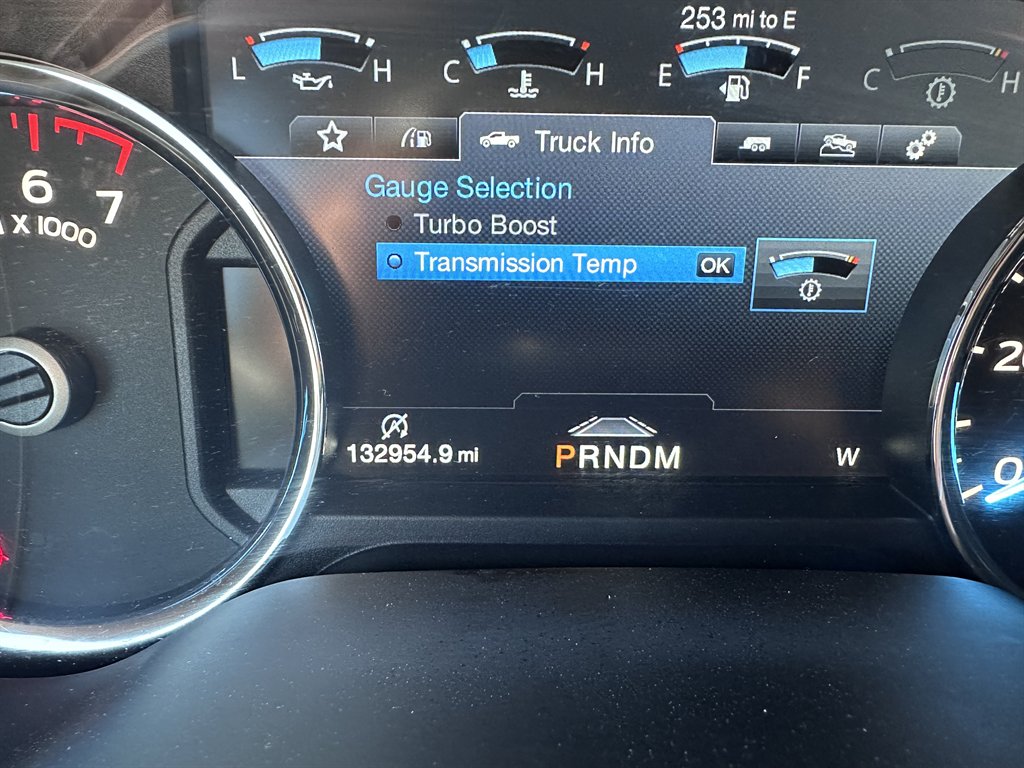 253 mi to E
L H C H E F C H
Truck Info
Gauge Selection
Turbo Boost
Transmission Temp OK
6
7
X 1000
132954.9 mi
PRNDM
W
0